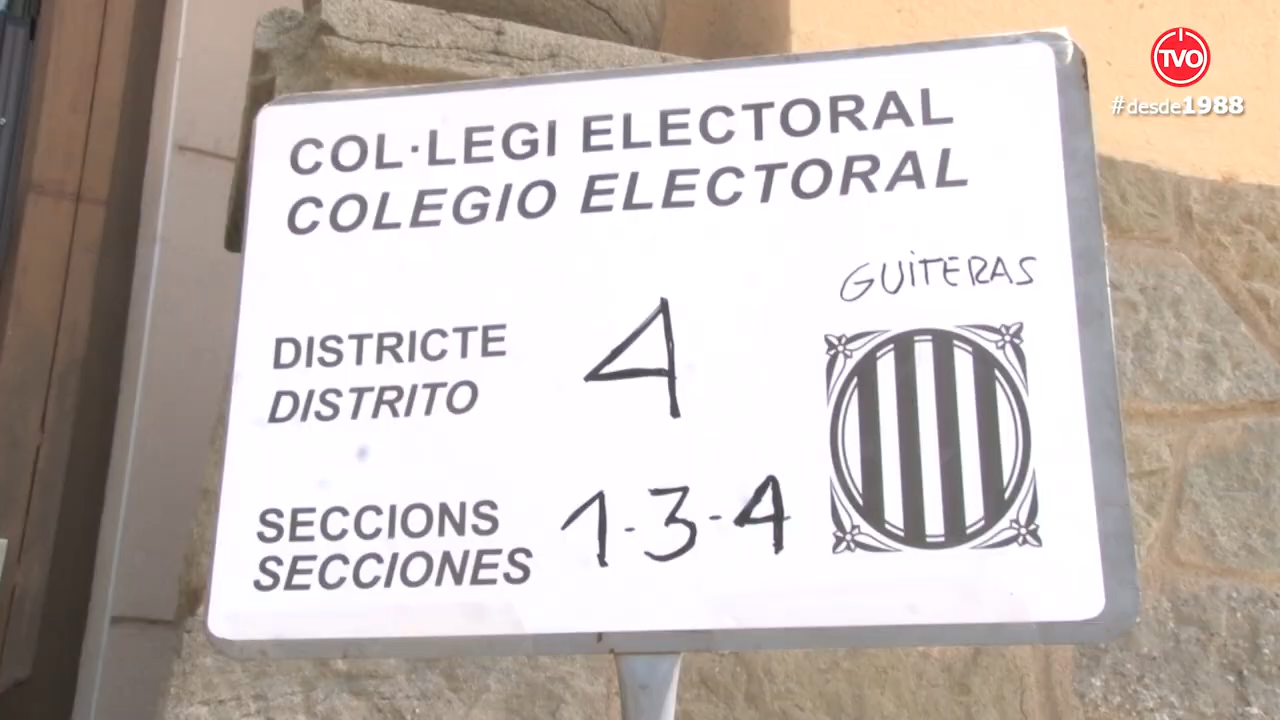 TVO
#desde1988
COL·LEGI ELECTORAL
COLEGIO ELECTORAL
GUiTERAS
DISTRICTE
DISTRITO
4
SECCIONS
SECCIONES
1-3-4